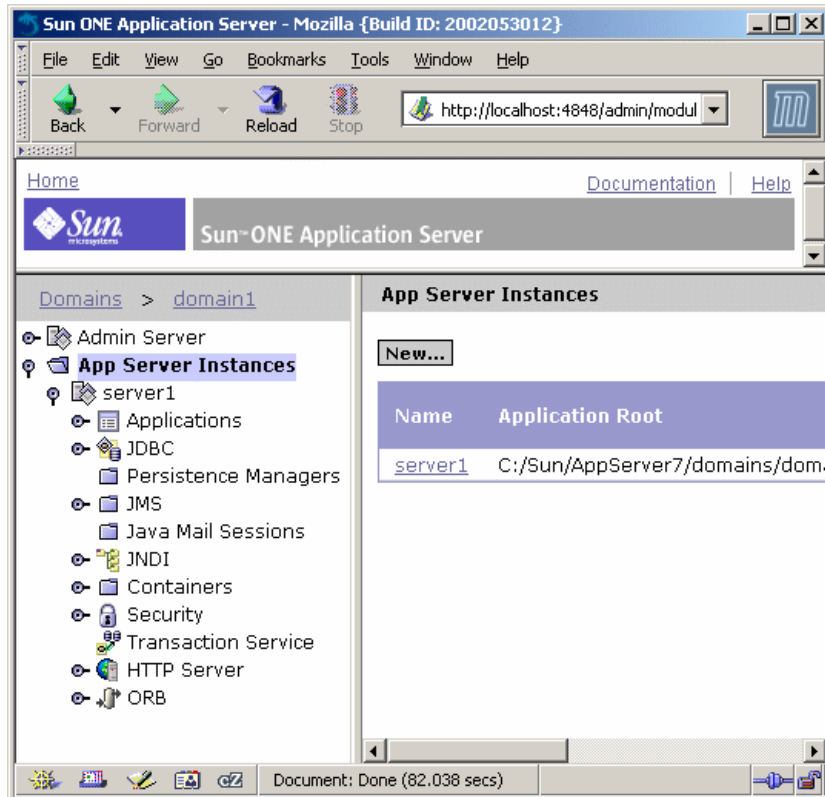 Sun ONE Application Server - Mozilla {Build ID: 2002053012}
File Edit View Go Bookmarks Tools Window Help
Back Forward Reload Stop http://localhost:4848/admin/modul
Home Documentation | Help
Sun microsystems Sun™ ONE Application Server
Domains > domain1
Admin Server
App Server Instances
server1
Applications
JDBC
Persistence Managers
JMS
Java Mail Sessions
JNDI
Containers
Security
Transaction Service
HTTP Server
ORB
App Server Instances
New...
Name Application Root
server1 C:/Sun/AppServer7/domains/dom
Document: Done (82.038 secs)